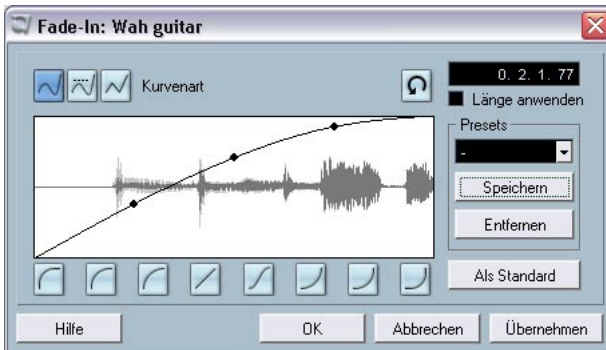 Fade-In: Wah guitar
Kurvenart
0. 2. 1. 77
Länge anwenden
Presets
-
Speichern
Entfernen
Als Standard
Hilfe
OK
Abbrechen
Übernehmen